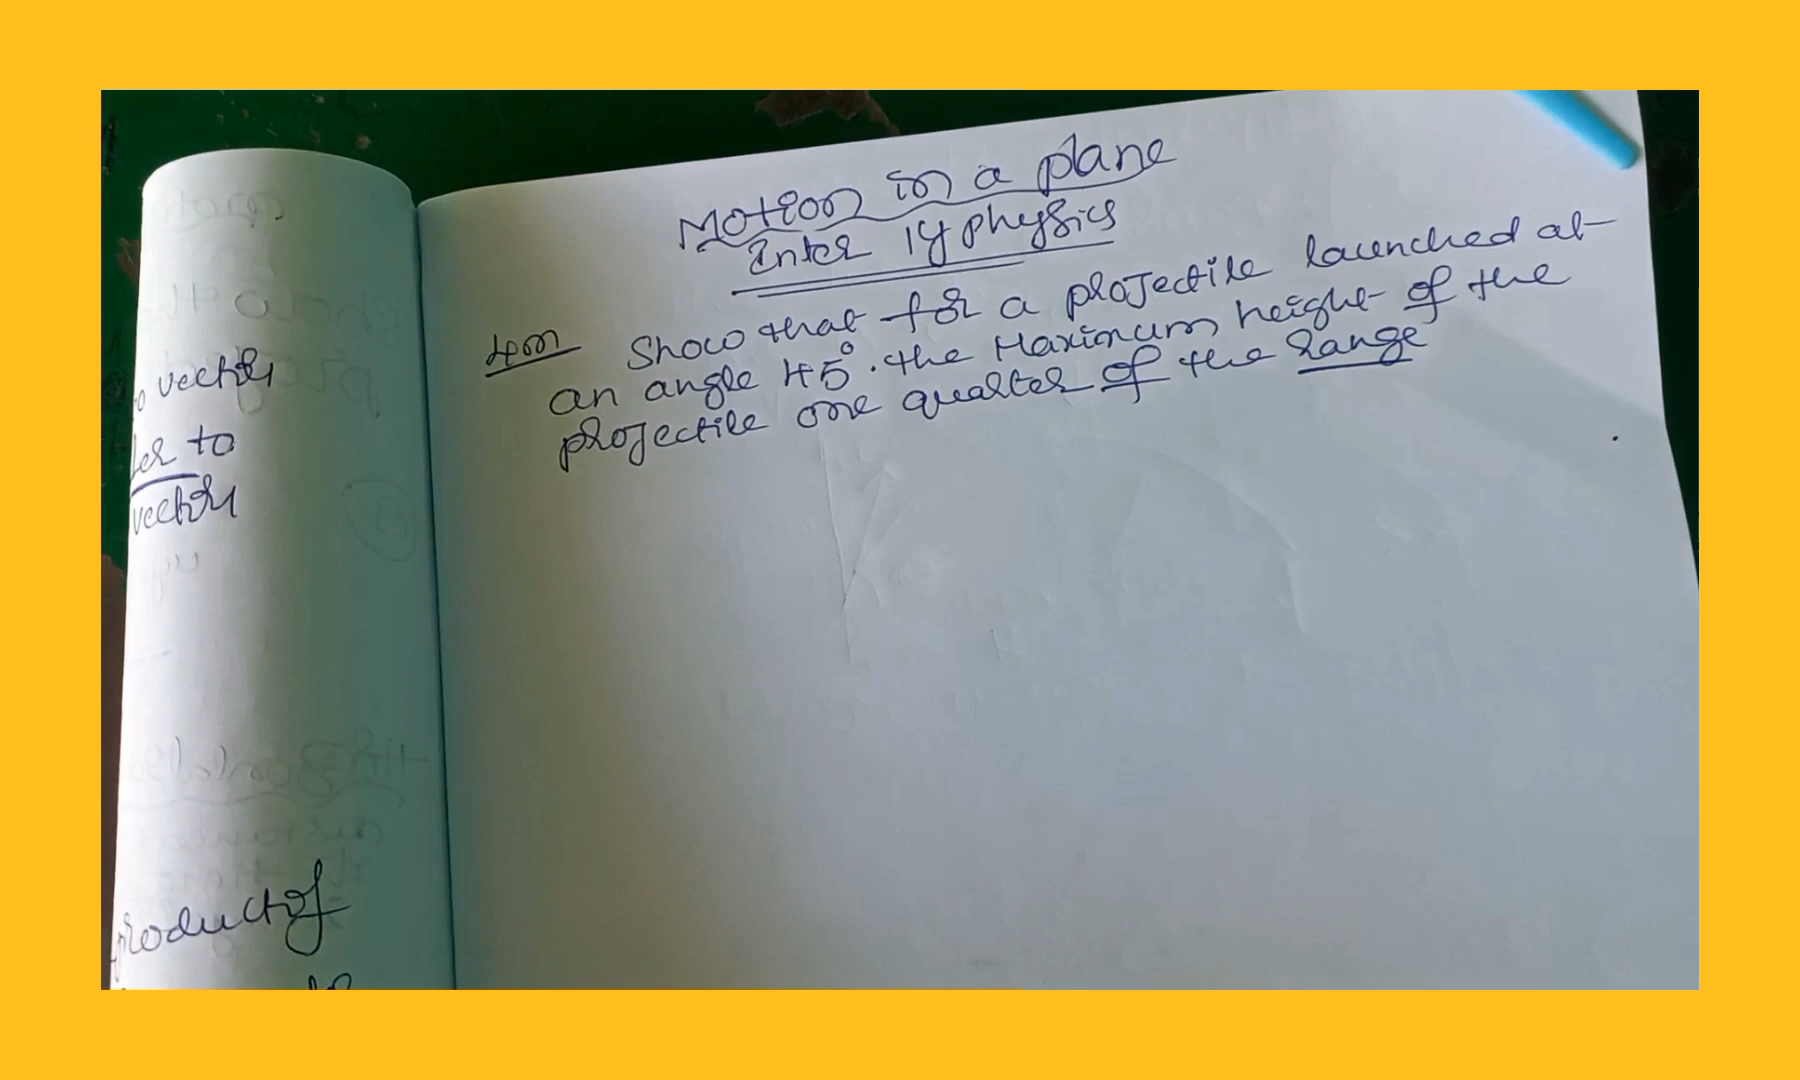 Motion in a plane
Inter 1y physics
4m Show that for a projectile launched at
an angle 45°. the Maximum height of the
projectile one quarter of the Range
vector
to
vector
product of